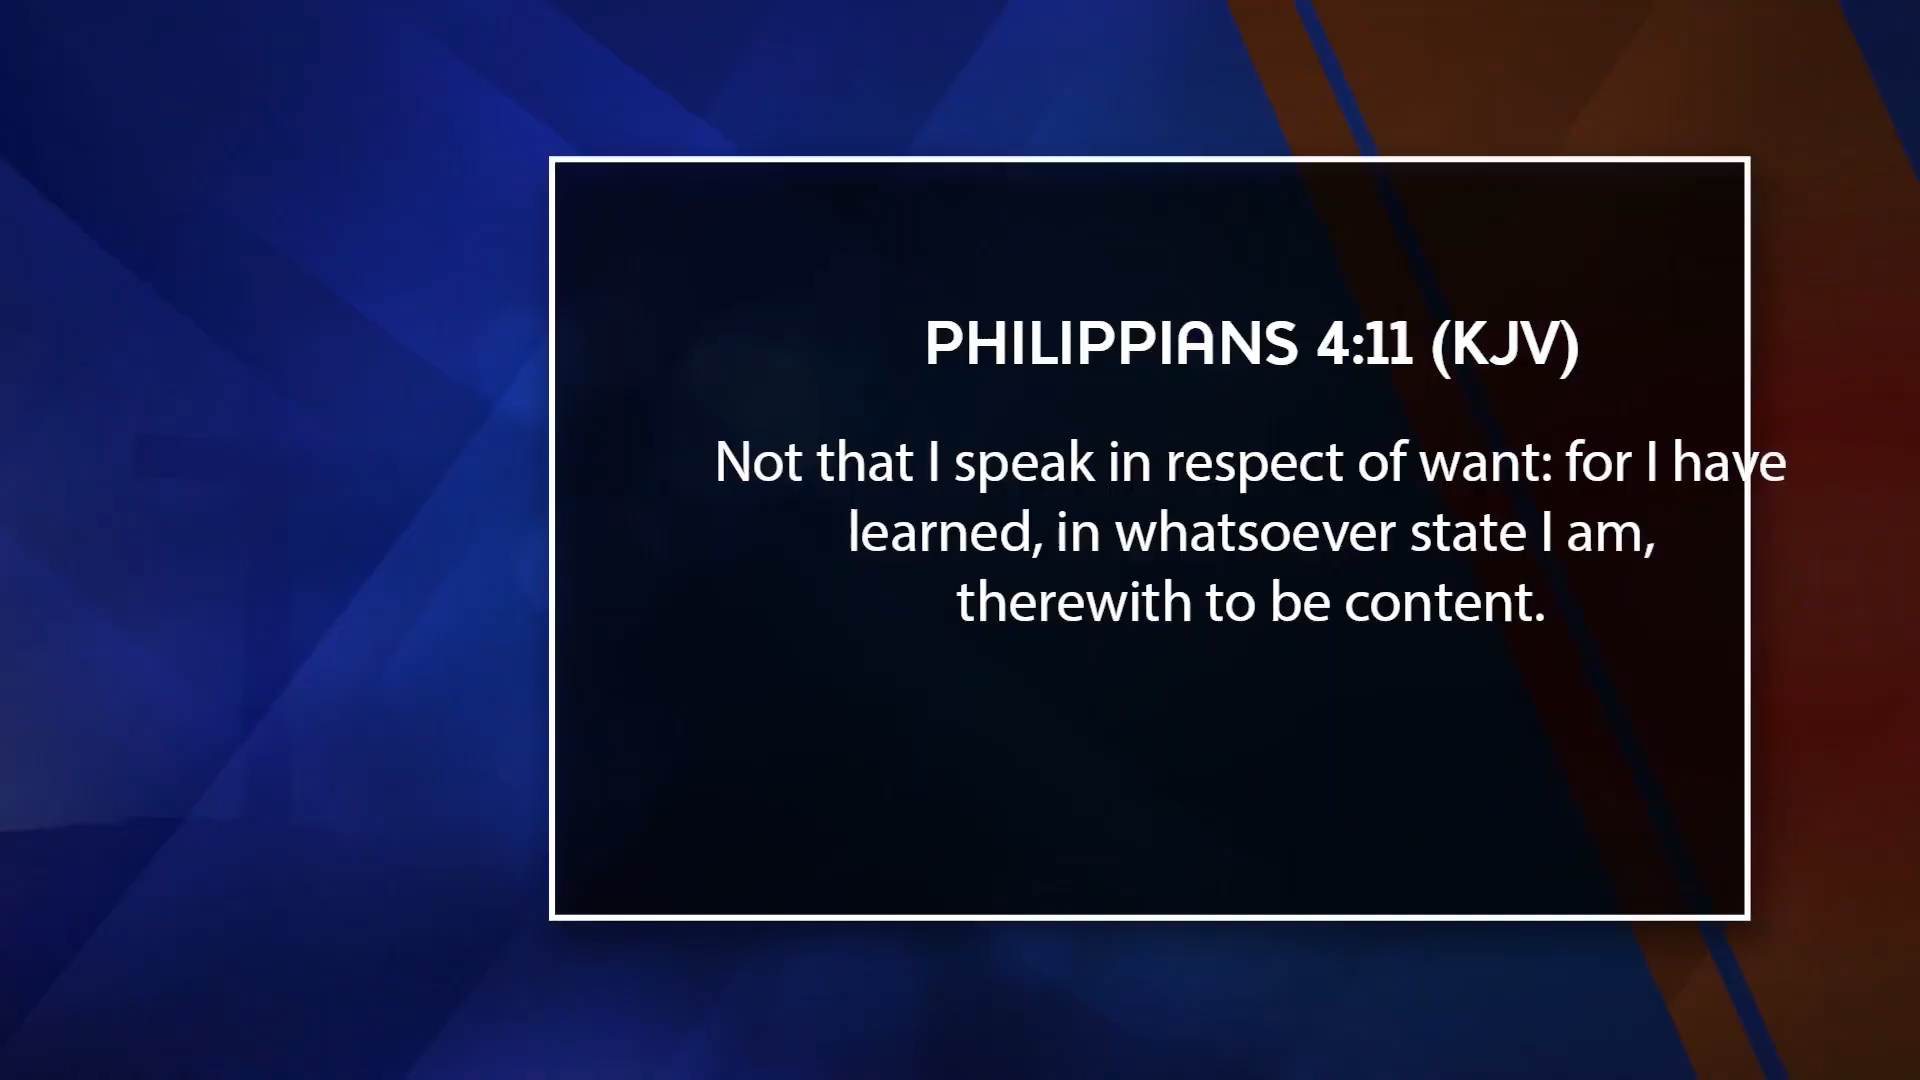 PHILIPPIANS 4:11 (KJV)
Not that I speak in respect of want: for I have
learned, in whatsoever state I am,
therewith to be content.